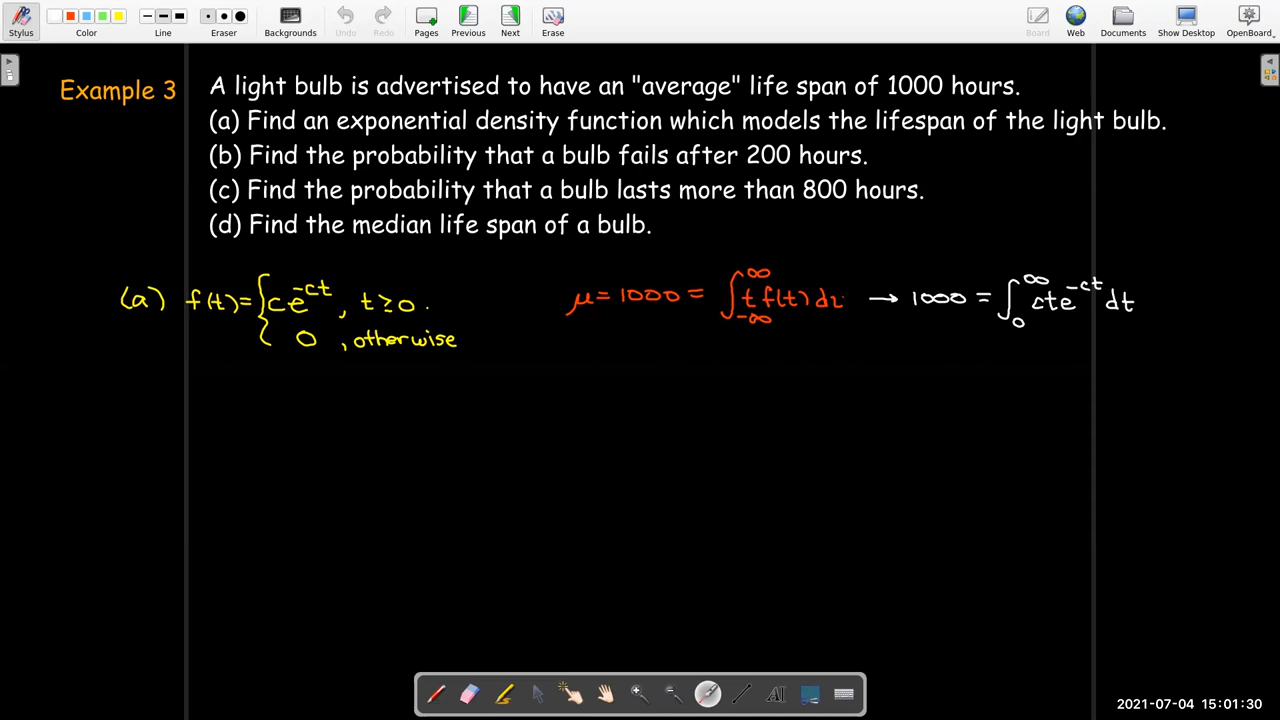 Stylus
Color
Line
Eraser
Backgrounds
Undo
Redo
Pages
Previous
Next
Erase
Board
Web
Documents
Show Desktop
OpenBoard
Example 3
A light bulb is advertised to have an "average" life span of 1000 hours.
(a) Find an exponential density function which models the lifespan of the light bulb.
(b) Find the probability that a bulb fails after 200 hours.
(c) Find the probability that a bulb lasts more than 800 hours.
(d) Find the median life span of a bulb.
(a) f(t)= { ce^{-ct}, t≥0.
0, otherwise
μ=1000= ∫_{-∞}^{∞} t f(t) dt → 1000 = ∫_0^∞ cte^{-ct} dt
AI
2021-07-04 15:01:30